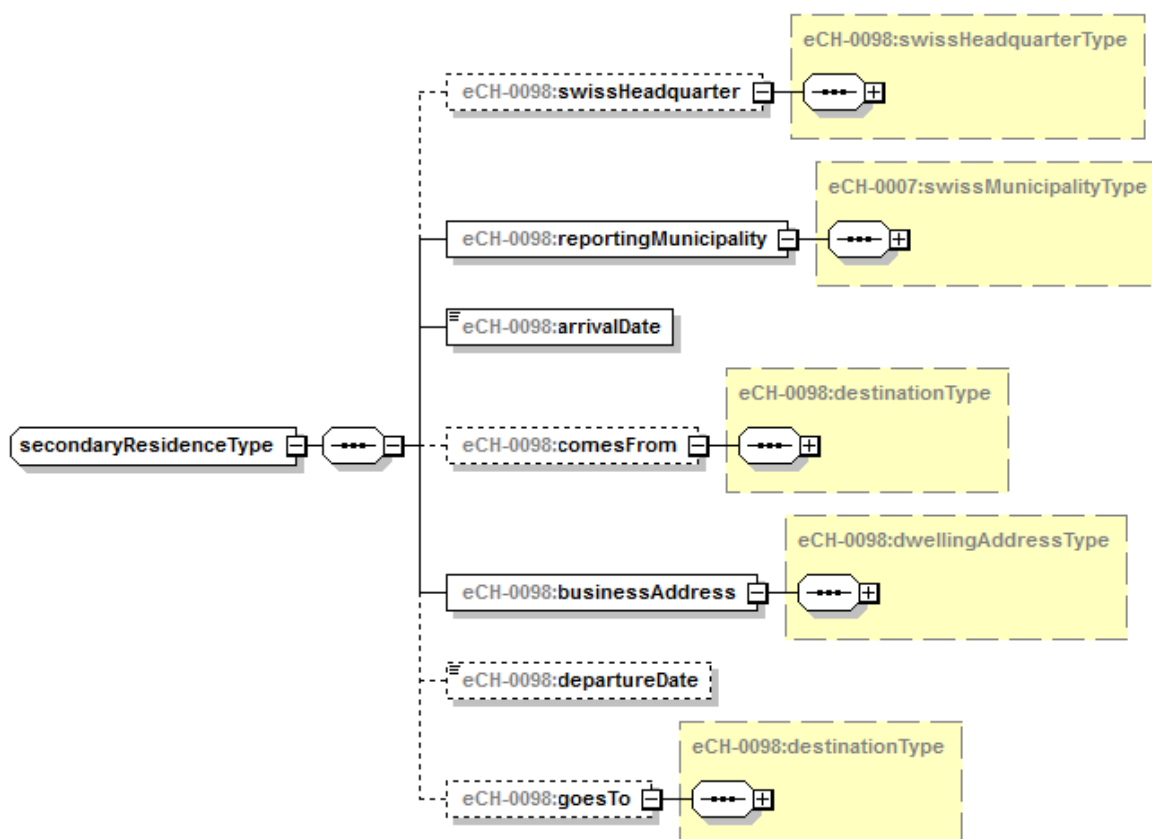 eCH-0098:swissHeadquarterType
eCH-0098:swissHeadquarter
eCH-0007:swissMunicipalityType
eCH-0098:reportingMunicipality
eCH-0098:arrivalDate
eCH-0098:destinationType
secondaryResidenceType
eCH-0098:comesFrom
eCH-0098:dwellingAddressType
eCH-0098:businessAddress
eCH-0098:departureDate
eCH-0098:destinationType
eCH-0098:goesTo